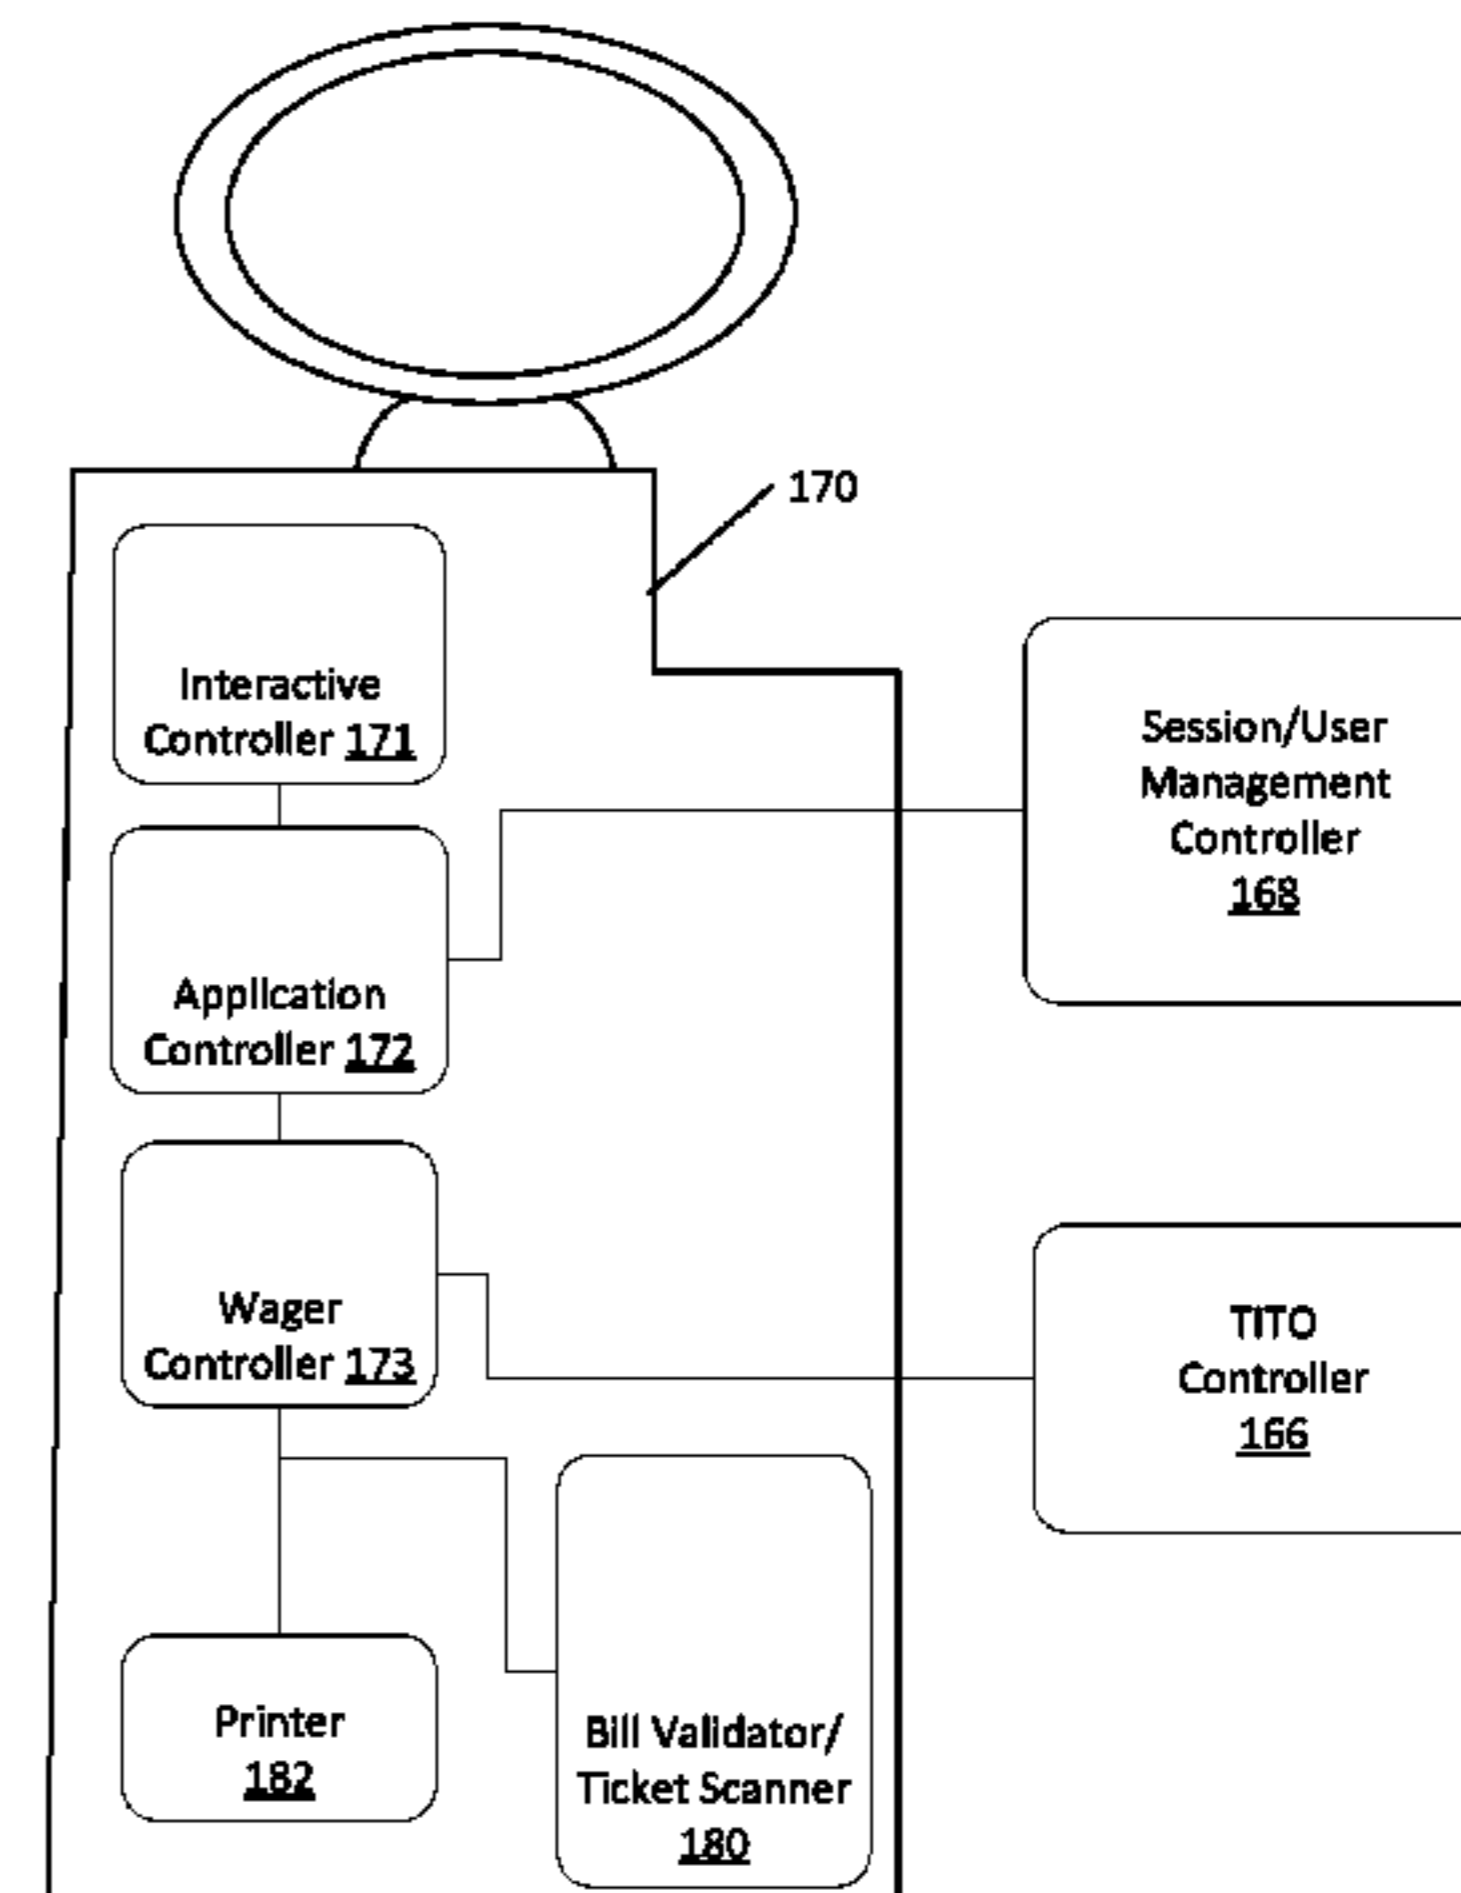 170
Interactive
Controller 171
Session/User
Management
Controller
168
Application
Controller 172
Wager
Controller 173
TITO
Controller
166
Printer
182
Bill Validator/
Ticket Scanner
180